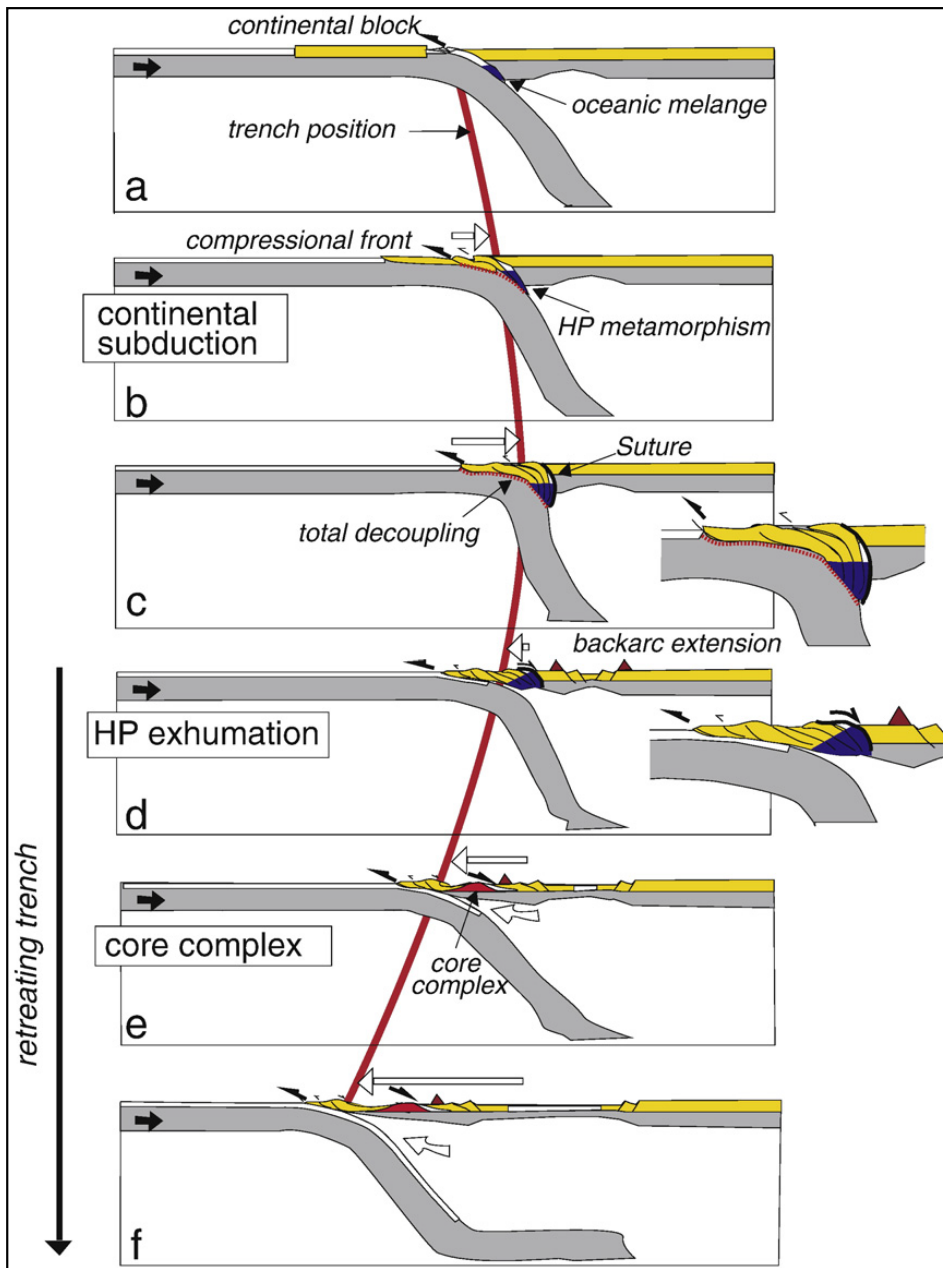 continental block
oceanic melange
trench position
a
compressional front
HP metamorphism
continental
subduction
b
Suture
total decoupling
c
backarc extension
HP exhumation
d
retreating trench
core complex
core
complex
e
f